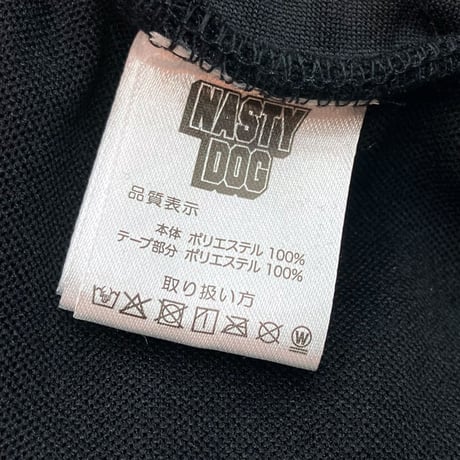 NASTY
DOG
品質表示
本体 ポリエステル 100%
テープ部分 ポリエステル 100%
取り扱い方
W